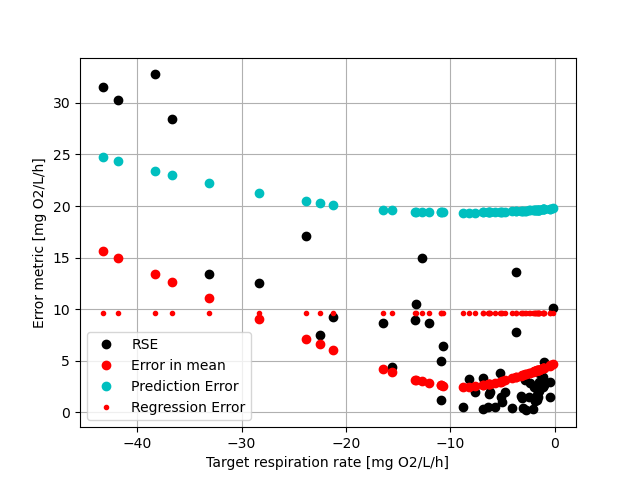 Error metric [mg O2/L/h]
30
25
20
15
10
5
0
RSE
Error in mean
Prediction Error
Regression Error
−40
−30
−20
−10
0
Target respiration rate [mg O2/L/h]